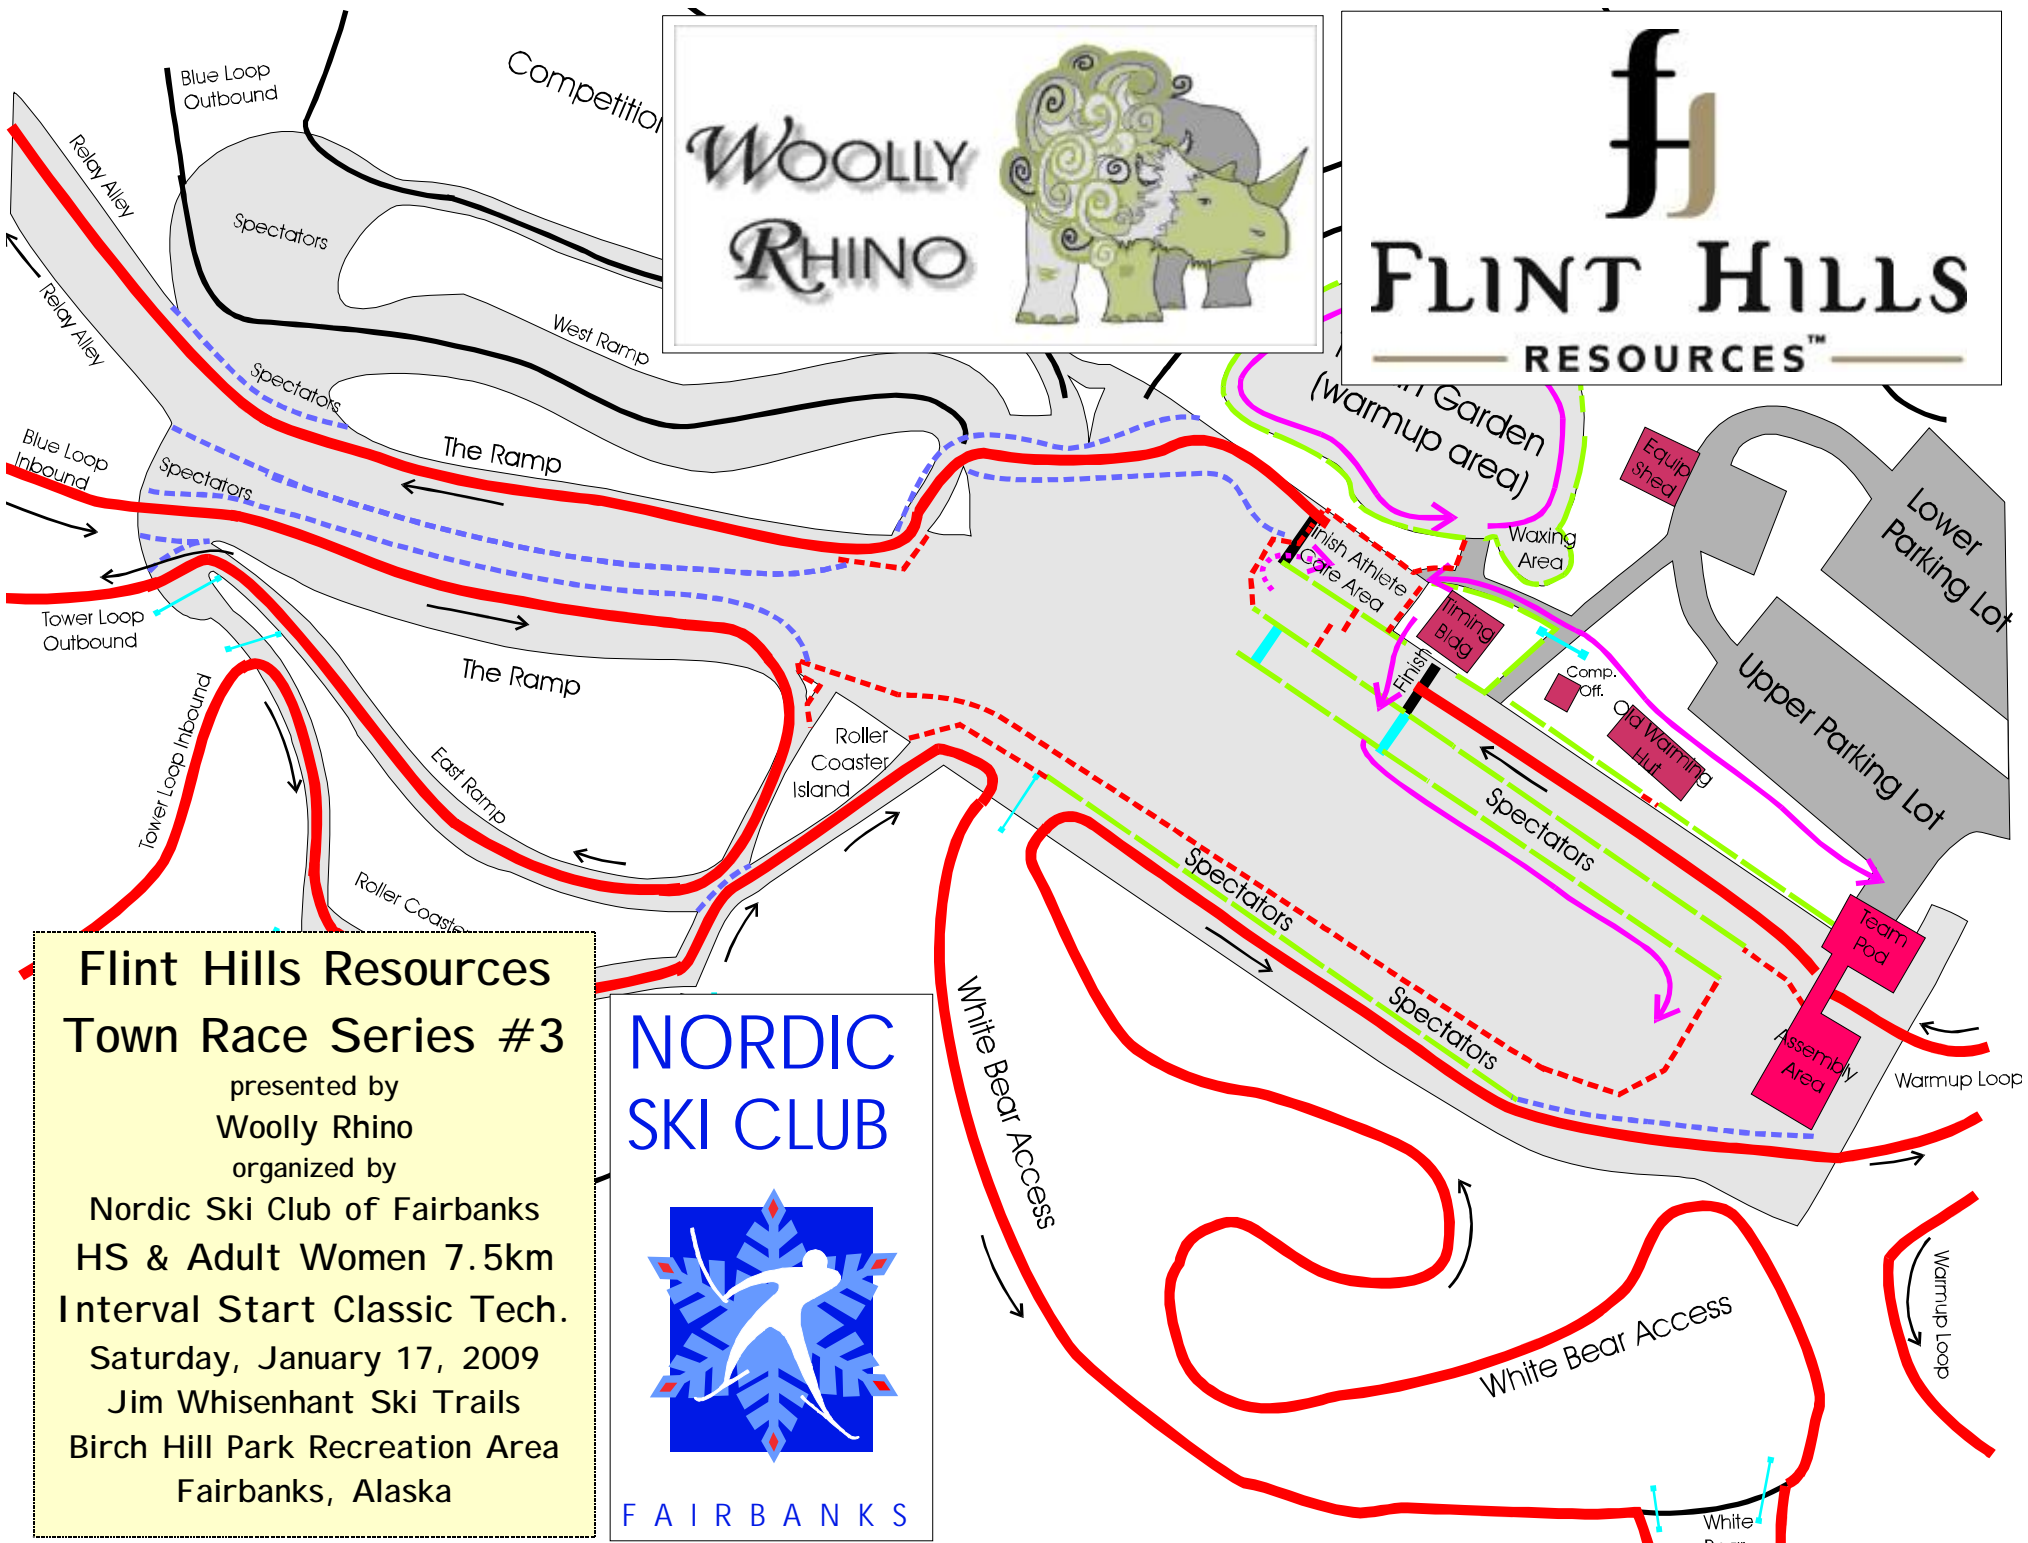 Blue Loop
Outbound
Relay Alley
Relay Alley
Spectators
WOOLLY
RHINO
FLINT HILLS
RESOURCES™
West Ramp
Spectators
The Ramp
Blue Loop
Inbound
Spectators
Garden
(warmup area)
Equip
Shed
Lower
Parking Lot
Waxing
Area
Finish Athlete
Care Area
Timing
Bldg
Finish
Comp.
Off.
Old Warming
Hut
Upper Parking Lot
Tower Loop
Outbound
The Ramp
Tower Loop Inbound
East Ramp
Roller
Coaster
Island
Spectators
Spectators
Spectators
Roller Coaster
Team
Pod
Assembly
Area
Warmup Loop
Warmup Loop
White Bear Access
White Bear Access
White
Flint Hills Resources
Town Race Series #3
presented by
Woolly Rhino
organized by
Nordic Ski Club of Fairbanks
HS & Adult Women 7.5km
Interval Start Classic Tech.
Saturday, January 17, 2009
Jim Whisenhant Ski Trails
Birch Hill Park Recreation Area
Fairbanks, Alaska
NORDIC
SKI CLUB
FAIRBANKS